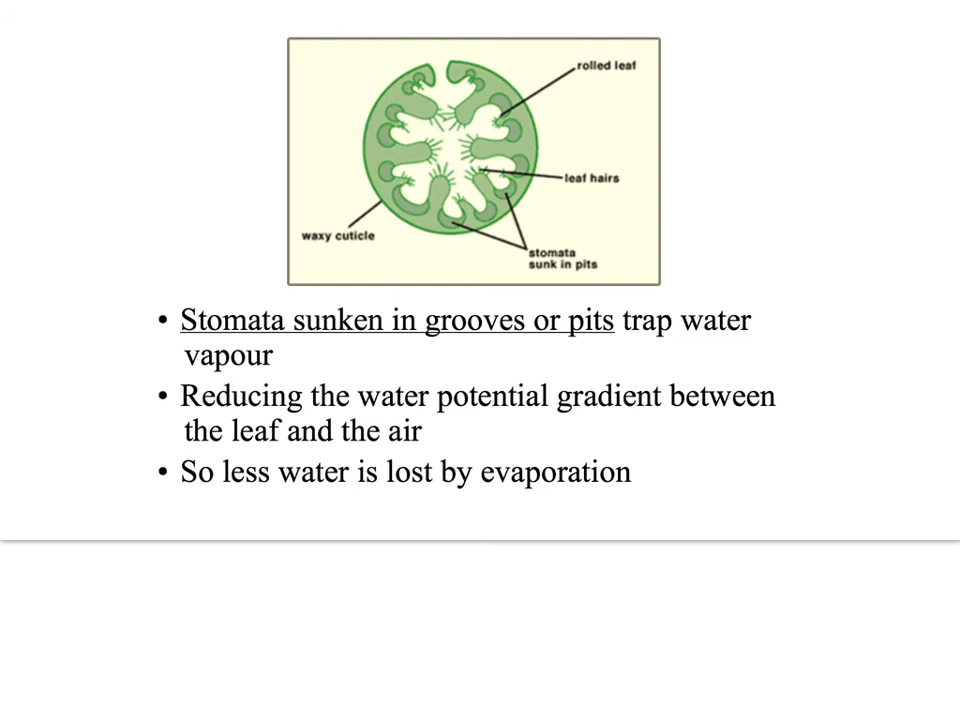 rolled leaf
leaf hairs
waxy cuticle
stomata
sunk in pits
• Stomata sunken in grooves or pits trap water
vapour
• Reducing the water potential gradient between
the leaf and the air
• So less water is lost by evaporation